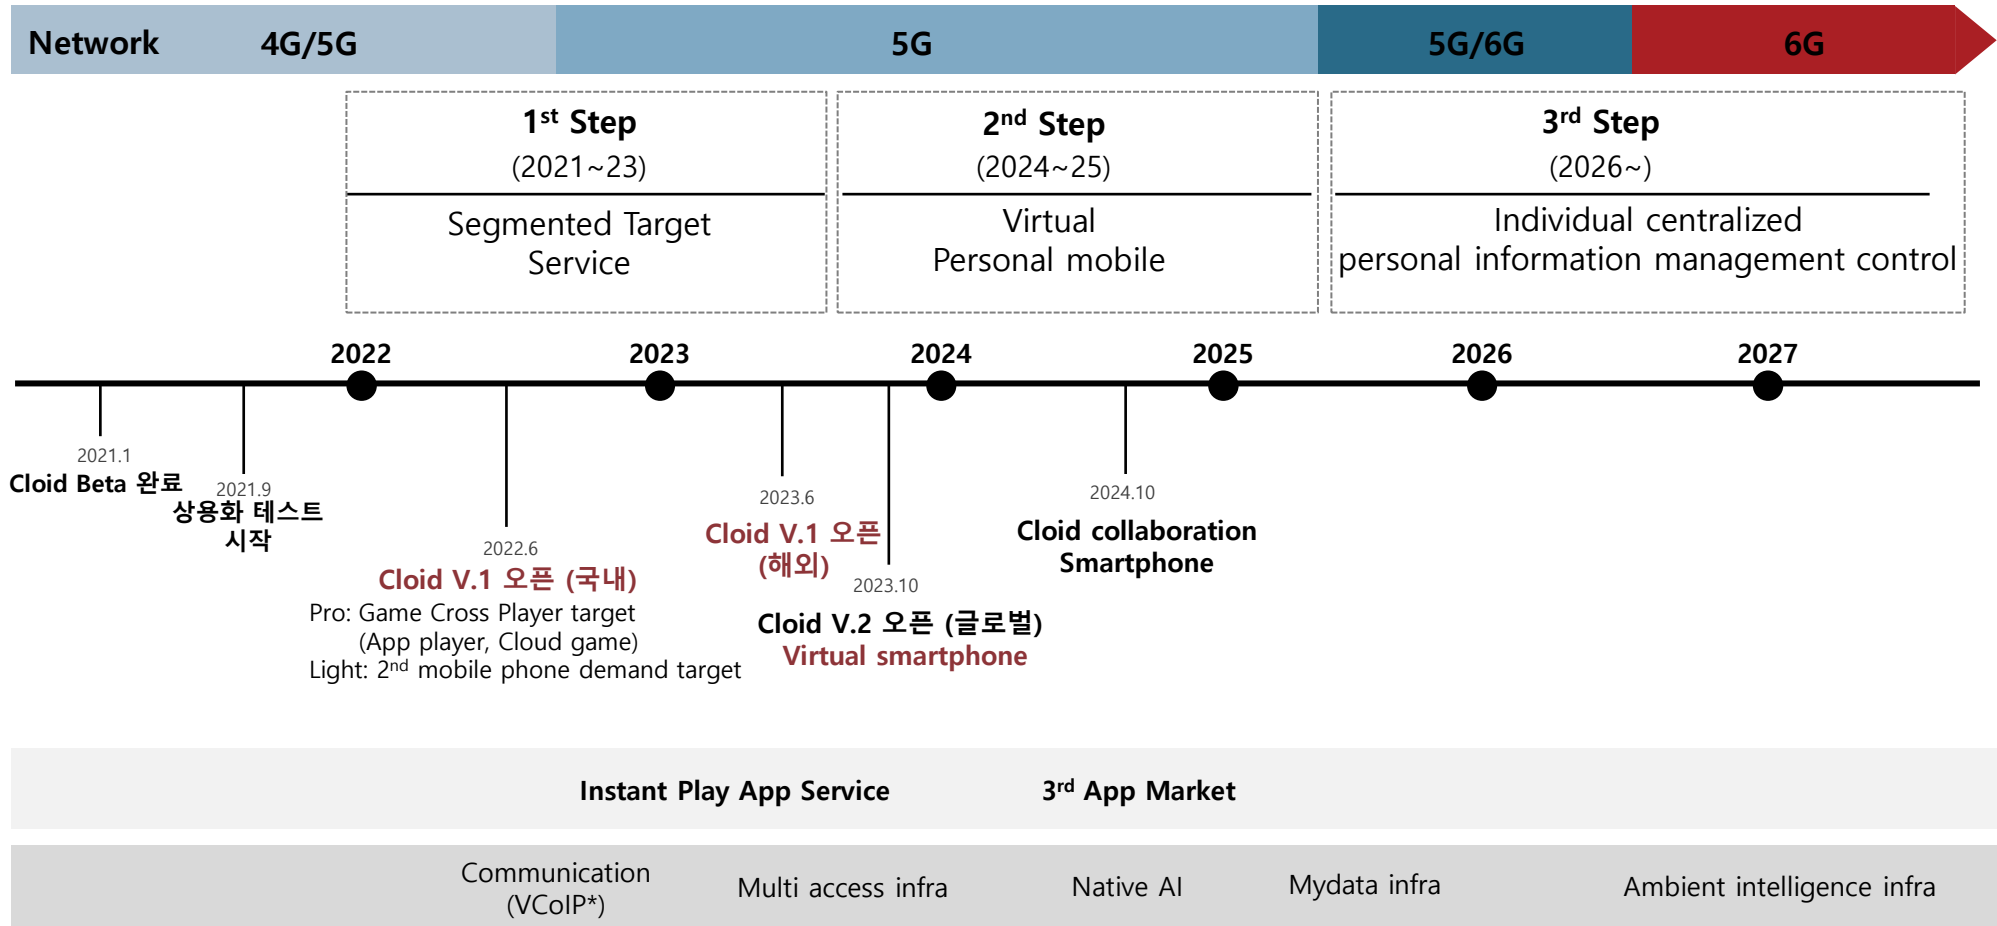 Network 4G/5G 5G 5G/6G 6G
1st Step
(2021~23)
Segmented Target
Service
2nd Step
(2024~25)
Virtual
Personal mobile
3rd Step
(2026~)
Individual centralized
personal information management control
2022 2023 2024 2025 2026 2027
2021.1
Cloid Beta 완료
2021.9
상용화 테스트
시작
2022.6
Cloid V.1 오픈 (국내)
Pro: Game Cross Player target
(App player, Cloud game)
Light: 2nd mobile phone demand target
2023.6
Cloid V.1 오픈
(해외)
2023.10
Cloid V.2 오픈 (글로벌)
Virtual smartphone
2024.10
Cloid collaboration
Smartphone
Instant Play App Service 3rd App Market
Communication
(VCoIP*)
Multi access infra
Native AI
Mydata infra
Ambient intelligence infra